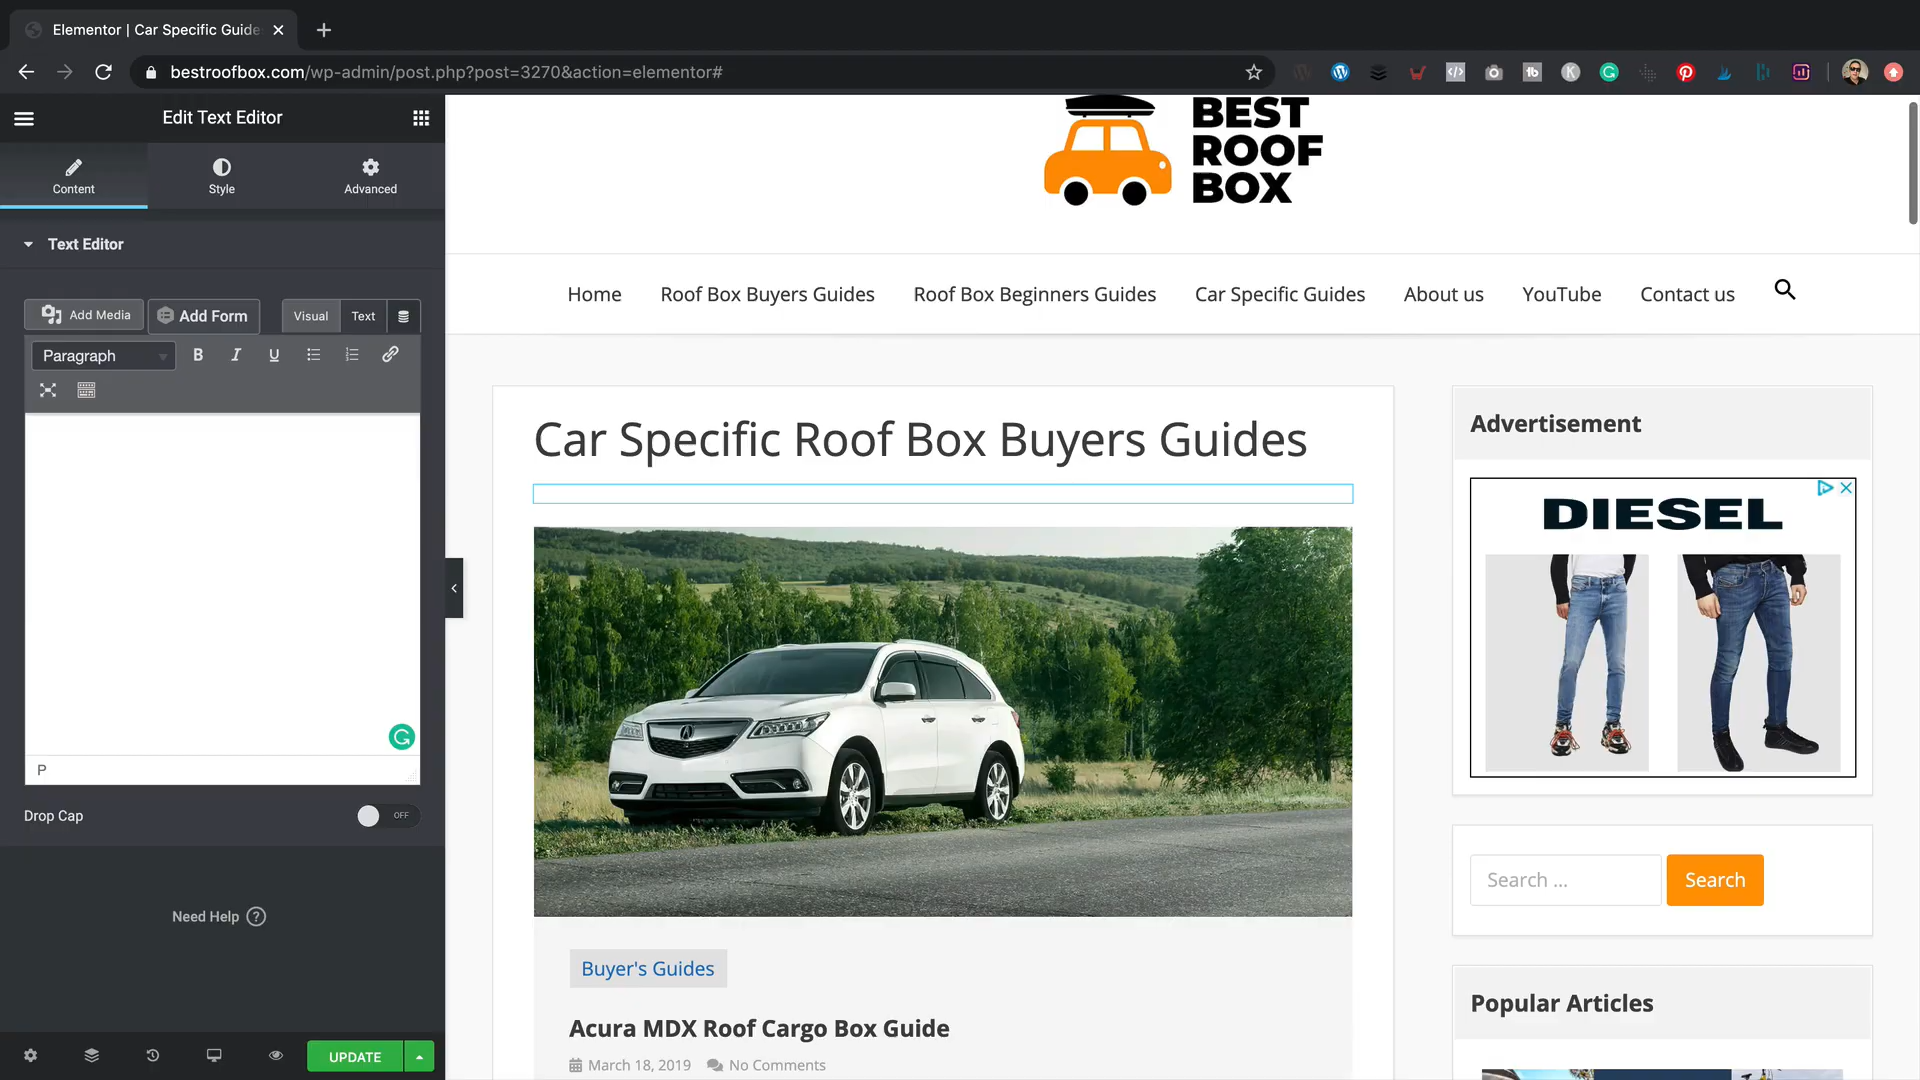 Elementor | Car Specific Guide
bestroofbox.com/wp-admin/post.php?post=3270&action=elementor#
Edit Text Editor
Content
Style
Advanced
Text Editor
Add Media
Add Form
Visual
Text
Paragraph
B
I
U
P
Drop Cap
OFF
Need Help ?
UPDATE
BEST
ROOF
BOX
Home
Roof Box Buyers Guides
Roof Box Beginners Guides
Car Specific Guides
About us
YouTube
Contact us
Car Specific Roof Box Buyers Guides
Buyer's Guides
Acura MDX Roof Cargo Box Guide
March 18, 2019
No Comments
Advertisement
DIESEL
Search ...
Search
Popular Articles